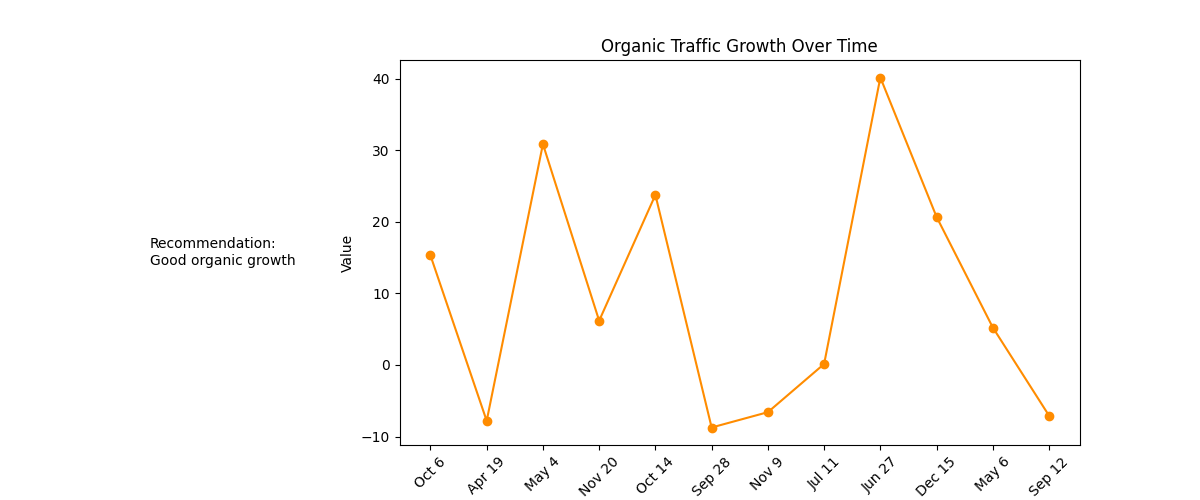 Organic Traffic Growth Over Time
Recommendation:
Good organic growth
Value
40
30
20
10
0
−10
Oct 6
Apr 19
May 4
Nov 20
Oct 14
Sep 28
Nov 9
Jul 11
Jun 27
Dec 15
May 6
Sep 12